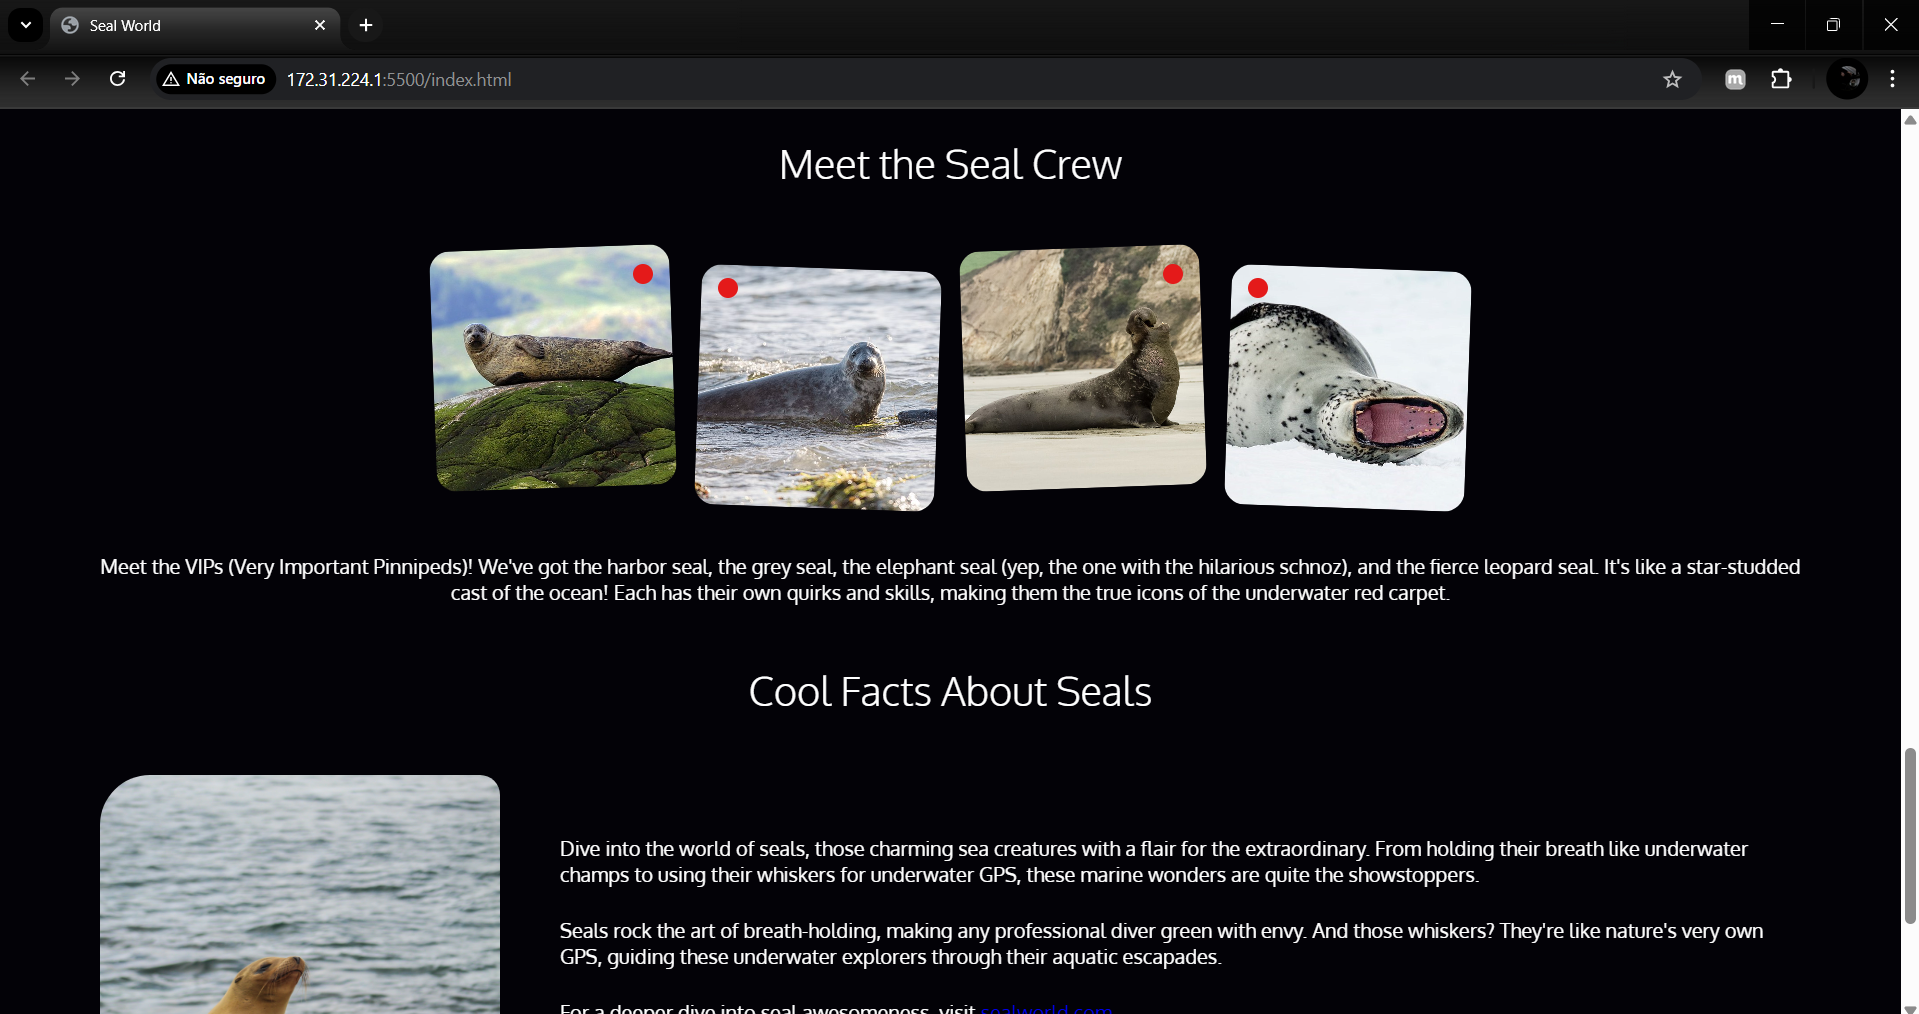 Seal World
Não seguro 172.31.224.1:5500/index.html
m
Meet the Seal Crew
Meet the VIPs (Very Important Pinnipeds)! We've got the harbor seal, the grey seal, the elephant seal (yep, the one with the hilarious schnoz), and the fierce leopard seal. It's like a star-studded
cast of the ocean! Each has their own quirks and skills, making them the true icons of the underwater red carpet.
Cool Facts About Seals
Dive into the world of seals, those charming sea creatures with a flair for the extraordinary. From holding their breath like underwater
champs to using their whiskers for underwater GPS, these marine wonders are quite the showstoppers.
Seals rock the art of breath-holding, making any professional diver green with envy. And those whiskers? They're like nature's very own
GPS, guiding these underwater explorers through their aquatic escapades.
For a deeper dive into seal awesomeness, visit sealworld.com